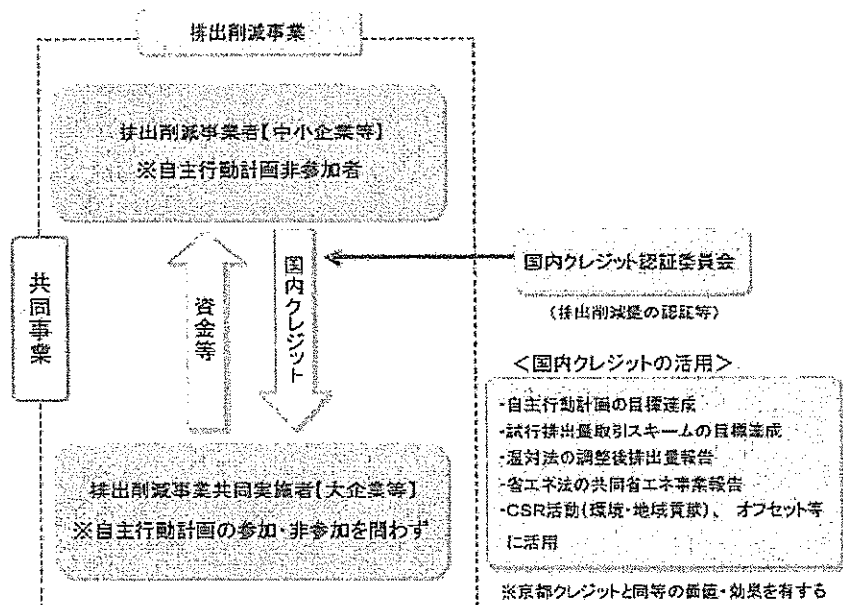 排出削減事業
排出削減事業者【中小企業等】
※自主行動計画非参加者
共同事業
資金等
国内クレジット
国内クレジット認証委員会
(排出削減量の認証等)
排出削減事業共同実施者【大企業等】
※自主行動計画の参加・非参加を問わず
＜国内クレジットの活用＞
・自主行動計画の目標達成
・試行排出量取引スキームの目標達成
・温対法の調整後排出量報告
・省エネ法の共同省エネ事業報告
・CSR活動(環境・地域貢献)、 オフセット等
に活用
※京都クレジットと同等の価値・効果を有する